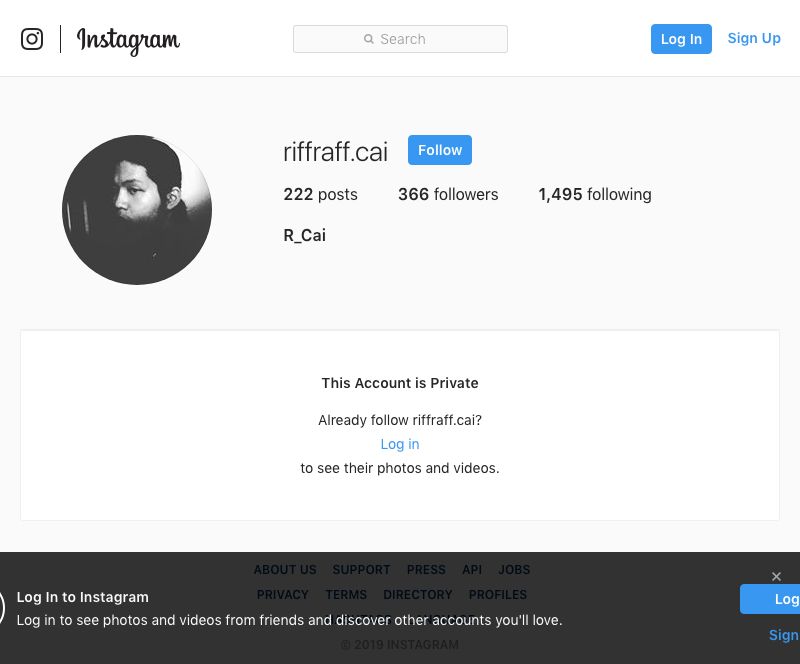 Instagram
Search
Log In
Sign Up
riffraff.cai
Follow
222 posts 366 followers 1,495 following
R_Cai
This Account is Private
Already follow riffraff.cai?
Log in
to see their photos and videos.
ABOUT US SUPPORT PRESS API JOBS
PRIVACY TERMS DIRECTORY PROFILES
Log In to Instagram
Log in to see photos and videos from friends and discover other accounts you'll love.
© 2019 INSTAGRAM
×
Log
Sign